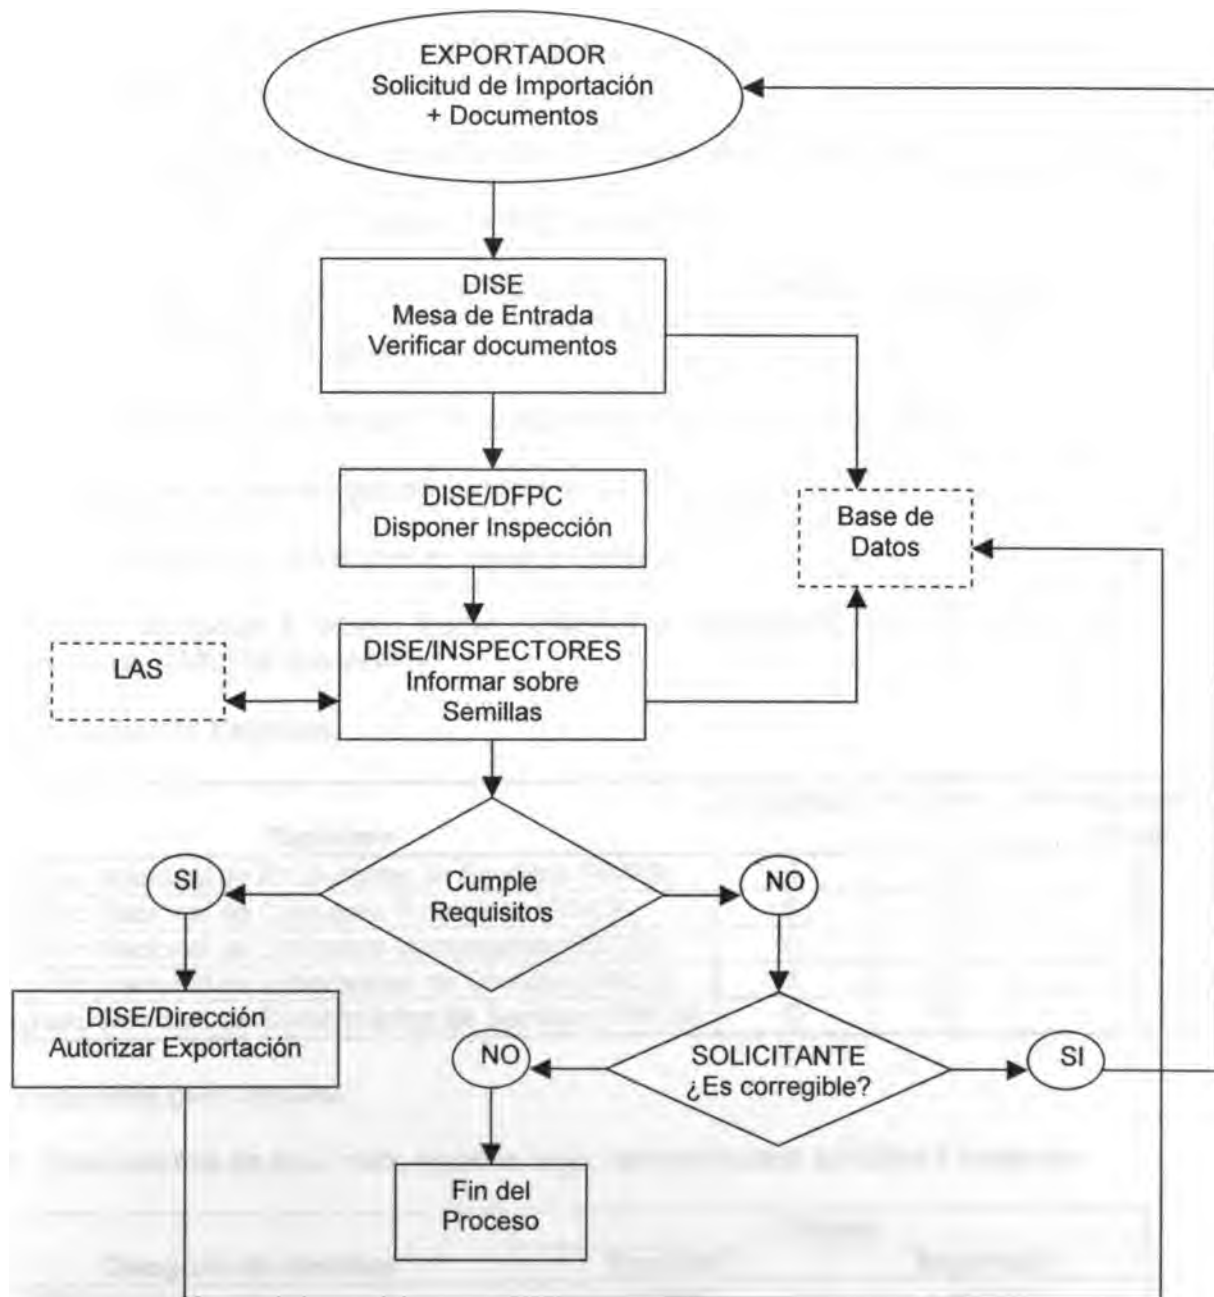 EXPORTADOR
Solicitud de Importación
+ Documentos
DISE
Mesa de Entrada
Verificar documentos
DISE/DFPC
Disponer Inspección
Base de
Datos
LAS
DISE/INSPECTORES
Informar sobre
Semillas
SI
Cumple
Requisitos
NO
DISE/Dirección
Autorizar Exportación
NO
SOLICITANTE
¿Es corregible?
SI
Fin del
Proceso